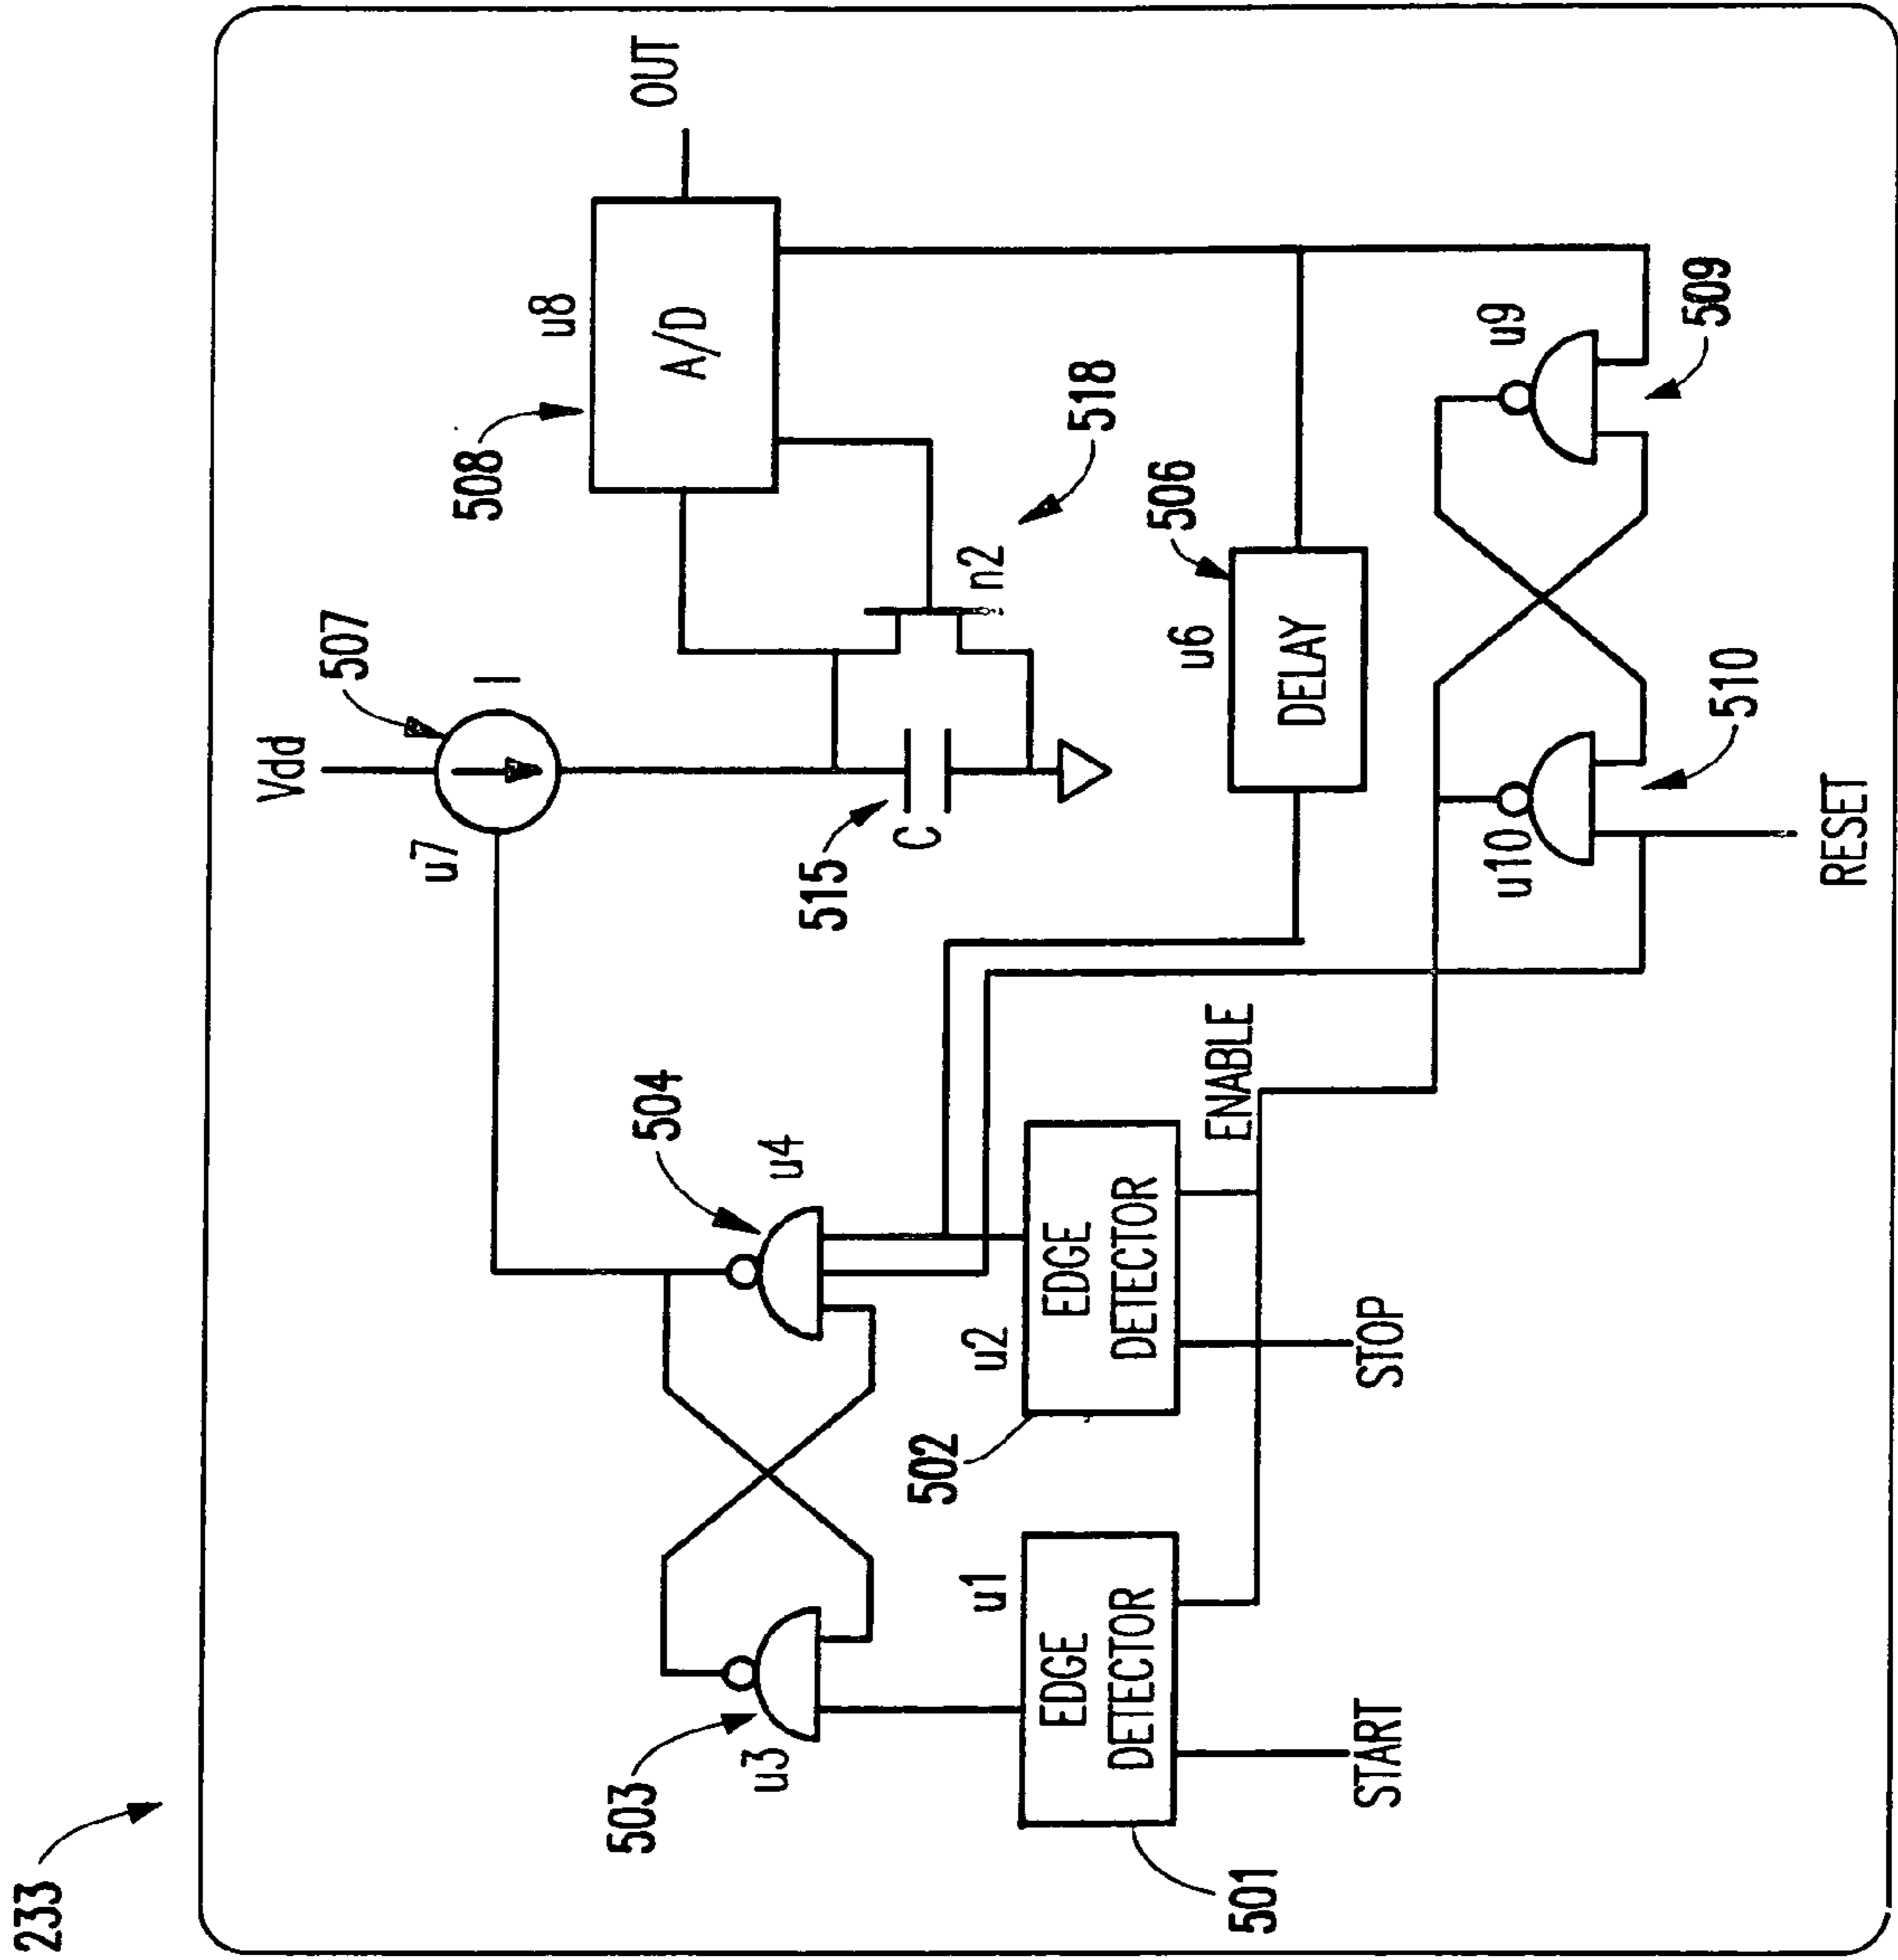 233
Vdd
507
u7
I
504
u4
503
u3
515
C
n2
518
508
u8
A/D
OUT
501
EDGE
DETECTOR
u1
START
502
EDGE
DETECTOR
u2
STOP
ENABLE
506
u6
DELAY
u10
510
RESET
u9
509